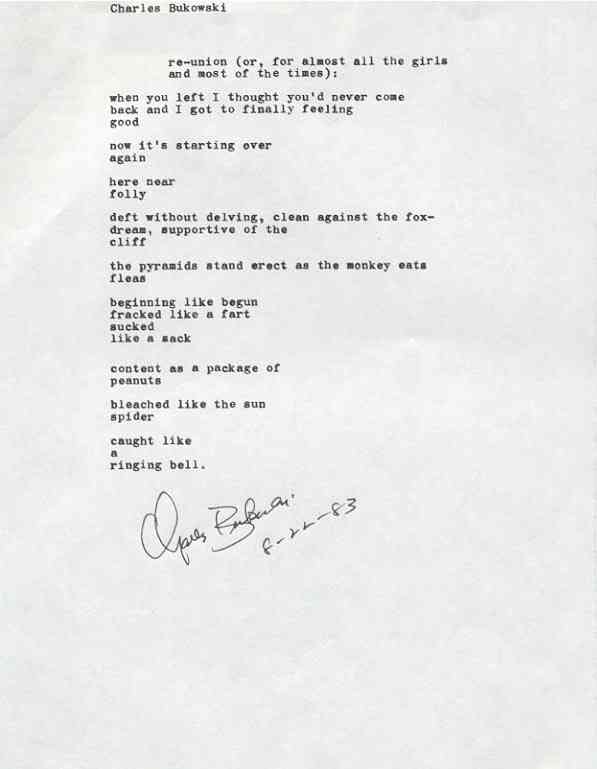 Charles Bukowski
re-union (or, for almost all the girls
and most of the times):
when you left I thought you'd never come
back and I got to finally feeling
good
now it's starting over
again
here near
folly
deft without delving, clean against the fox-
dream, supportive of the
cliff
the pyramids stand erect as the monkey eats
fleas
beginning like begun
fracked like a fart
sucked
like a sack
content as a package of
peanuts
bleached like the sun
spider
caught like
a
ringing bell.
Charles Bukowski
8-22-83